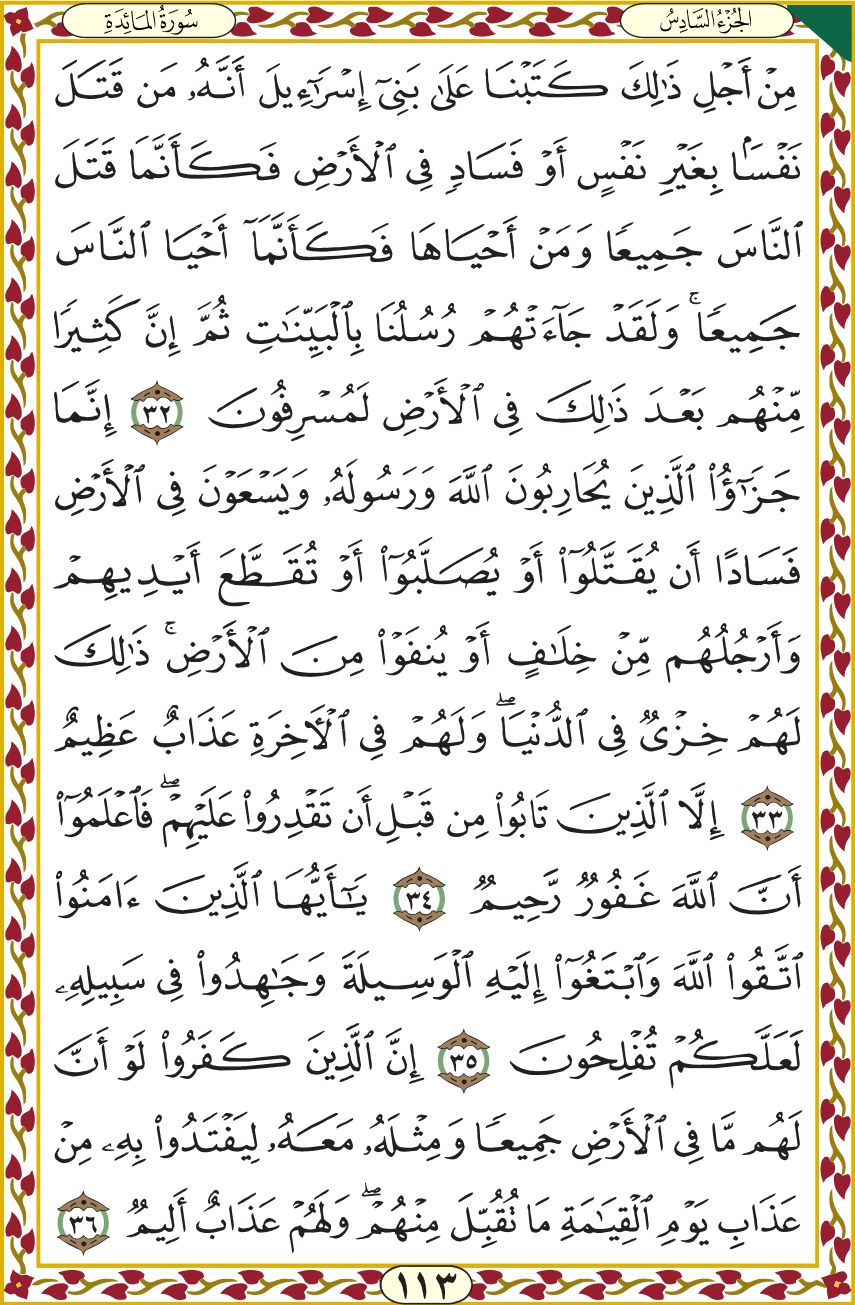 الجُزْءُ السَّادِسُ
سُورَةُ المَائِدَةِ
مِنْ أَجْلِ ذَٰلِكَ كَتَبْنَا عَلَىٰ بَنِىٓ إِسْرَٰٓءِيلَ أَنَّهُۥ مَن قَتَلَ
نَفْسَۢا بِغَيْرِ نَفْسٍ أَوْ فَسَادٍ فِى ٱلْأَرْضِ فَكَأَنَّمَا قَتَلَ
ٱلنَّاسَ جَمِيعًا وَمَنْ أَحْيَاهَا فَكَأَنَّمَآ أَحْيَا ٱلنَّاسَ
جَمِيعًا ۚ وَلَقَدْ جَآءَتْهُمْ رُسُلُنَا بِٱلْبَيِّنَٰتِ ثُمَّ إِنَّ كَثِيرًا
مِّنْهُم بَعْدَ ذَٰلِكَ فِى ٱلْأَرْضِ لَمُسْرِفُونَ ٣٢ إِنَّمَا
جَزَٰٓؤُا۟ ٱلَّذِينَ يُحَارِبُونَ ٱللَّهَ وَرَسُولَهُۥ وَيَسْعَوْنَ فِى ٱلْأَرْضِ
فَسَادًا أَن يُقَتَّلُوٓا۟ أَوْ يُصَلَّبُوٓا۟ أَوْ تُقَطَّعَ أَيْدِيهِمْ
وَأَرْجُلُهُم مِّنْ خِلَٰفٍ أَوْ يُنفَوْا۟ مِنَ ٱلْأَرْضِ ۚ ذَٰلِكَ
لَهُمْ خِزْىٌ فِى ٱلدُّنْيَا ۖ وَلَهُمْ فِى ٱلْـَٔاخِرَةِ عَذَابٌ عَظِيمٌ
٣٣ إِلَّا ٱلَّذِينَ تَابُوا۟ مِن قَبْلِ أَن تَقْدِرُوا۟ عَلَيْهِمْ ۖ فَٱعْلَمُوٓا۟
أَنَّ ٱللَّهَ غَفُورٌ رَّحِيمٌ ٣٤ يَٰٓأَيُّهَا ٱلَّذِينَ ءَامَنُوا۟
ٱتَّقُوا۟ ٱللَّهَ وَٱبْتَغُوٓا۟ إِلَيْهِ ٱلْوَسِيلَةَ وَجَٰهِدُوا۟ فِى سَبِيلِهِۦ
لَعَلَّكُمْ تُفْلِحُونَ ٣٥ إِنَّ ٱلَّذِينَ كَفَرُوا۟ لَوْ أَنَّ
لَهُم مَّا فِى ٱلْأَرْضِ جَمِيعًا وَمِثْلَهُۥ مَعَهُۥ لِيَفْتَدُوا۟ بِهِۦ مِنْ
عَذَابِ يَوْمِ ٱلْقِيَٰمَةِ مَا تُقُبِّلَ مِنْهُمْ ۖ وَلَهُمْ عَذَابٌ أَلِيمٌ ٣٦
١١٣